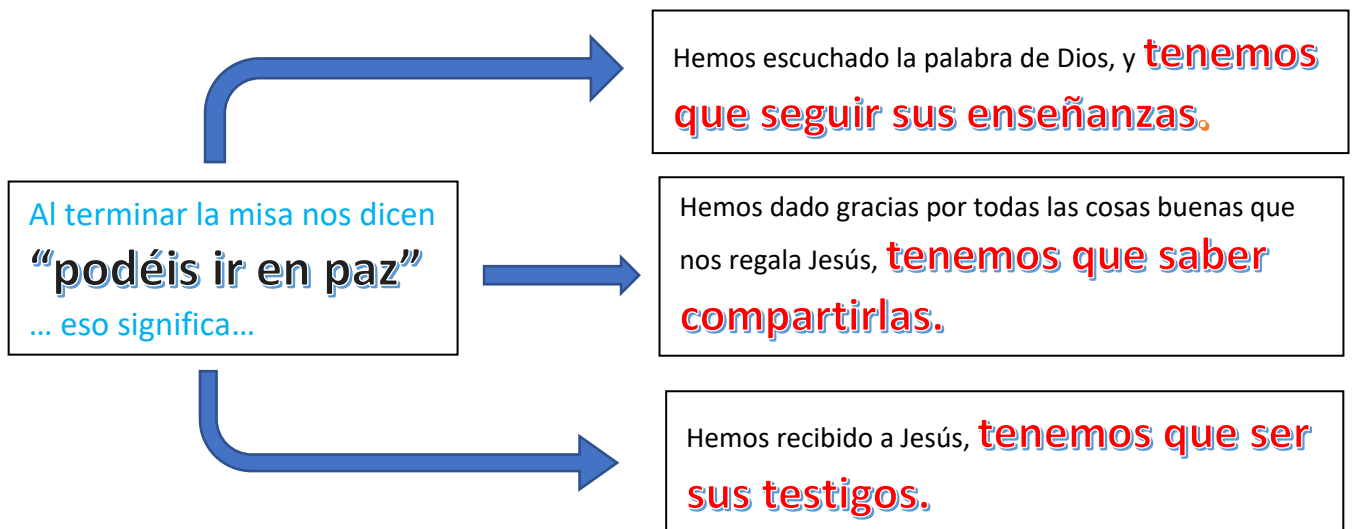 Hemos escuchado la palabra de Dios, y tenemos
que seguir sus enseñanzas.
Al terminar la misa nos dicen
“podéis ir en paz”
... eso significa...
Hemos dado gracias por todas las cosas buenas que
nos regala Jesús, tenemos que saber
compartirlas.
Hemos recibido a Jesús, tenemos que ser
sus testigos.